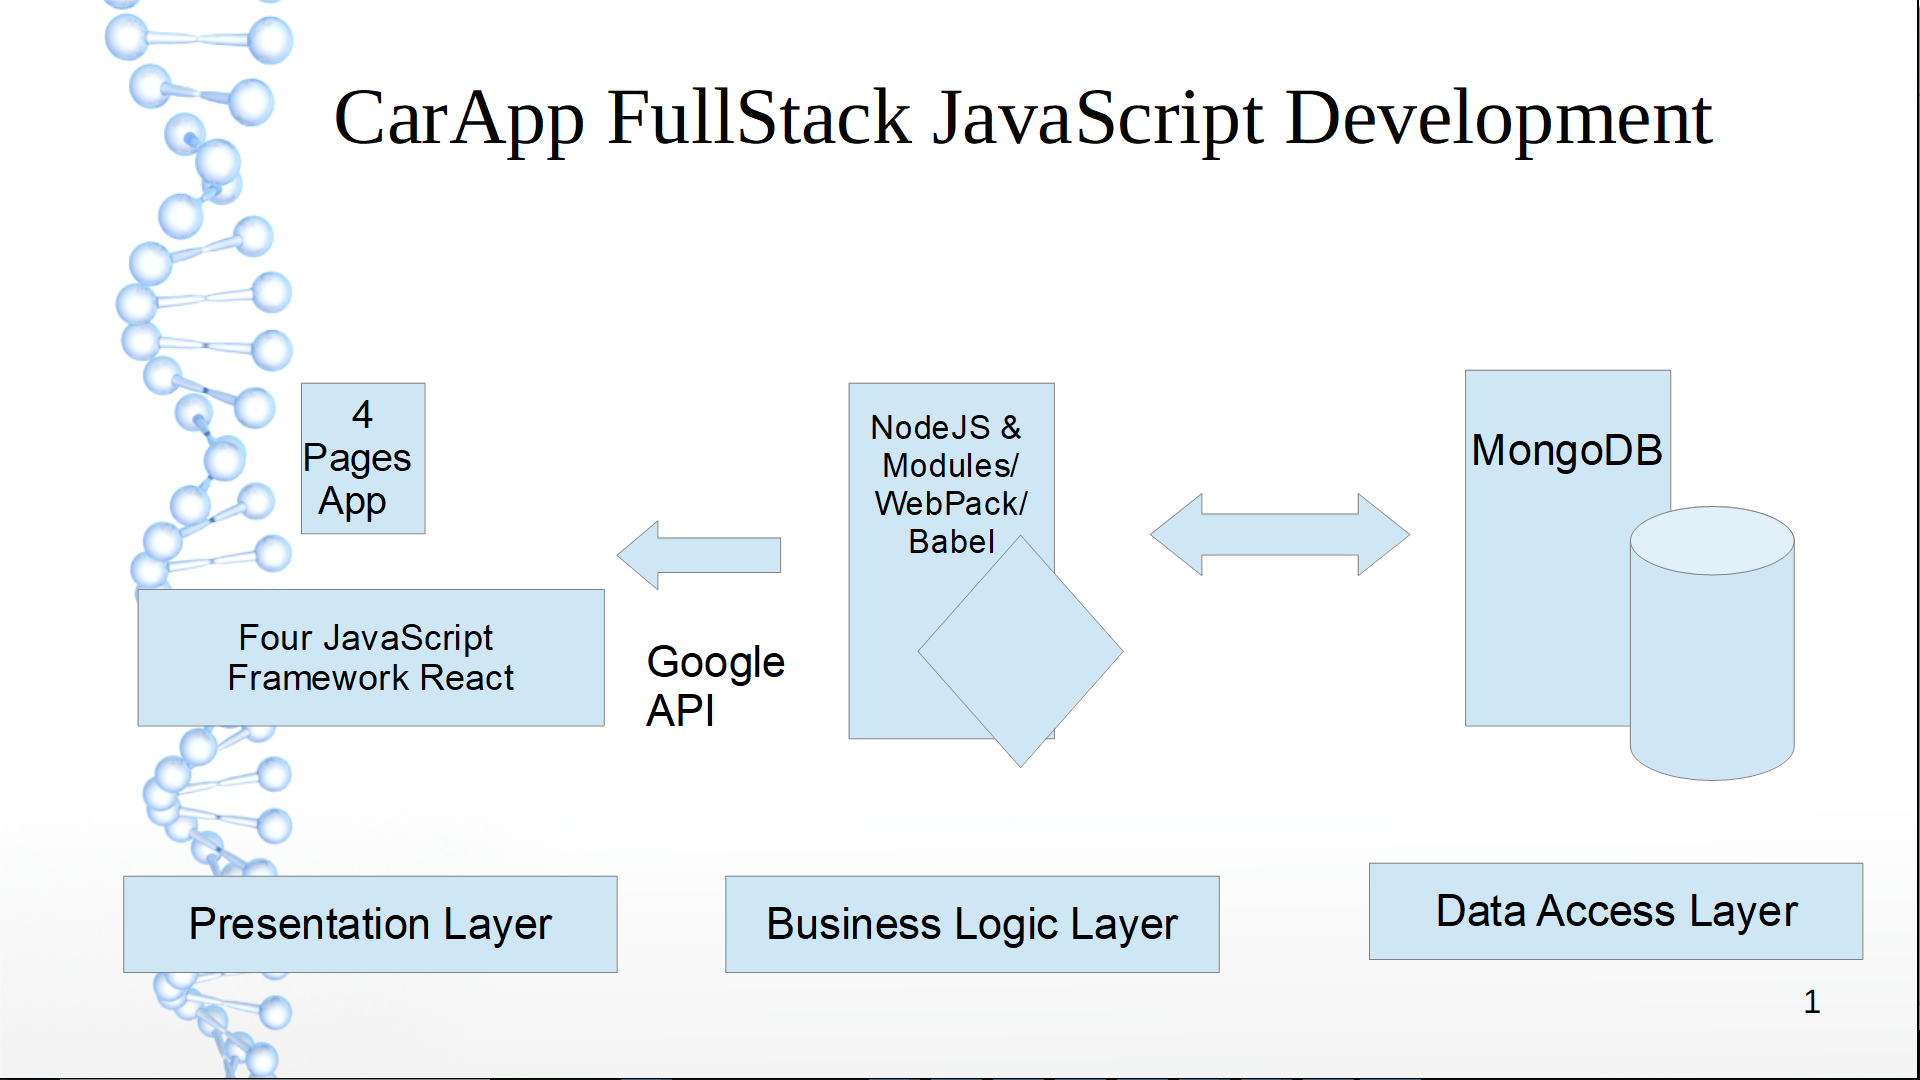 CarApp FullStack JavaScript Development
4
Pages
App
Four JavaScript
Framework React
Google
API
NodeJS &
Modules/
WebPack/
Babel
MongoDB
Presentation Layer
Business Logic Layer
Data Access Layer
1